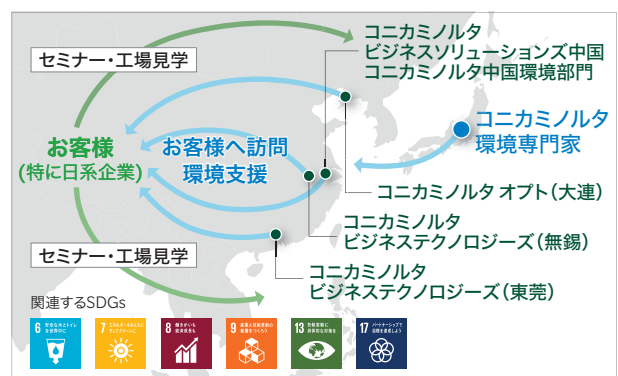 セミナー・工場見学
コニカミノルタ
ビジネスソリューションズ中国
コニカミノルタ中国環境部門
コニカミノルタ
環境専門家
お客様
(特に日系企業)
お客様へ訪問
環境支援
コニカミノルタ オプト(大連)
コニカミノルタ
ビジネステクノロジーズ(無錫)
セミナー・工場見学
コニカミノルタ
ビジネステクノロジーズ(東莞)
関連するSDGs
6 安全な水とトイレ
を世界中に
7 エネルギーをみんなに
そしてクリーンに
8 働きがいも
経済成長も
9 産業と技術革新の
基盤をつくろう
13 気候変動に
具体的な対策を
17 パートナーシップで
目標を達成しよう